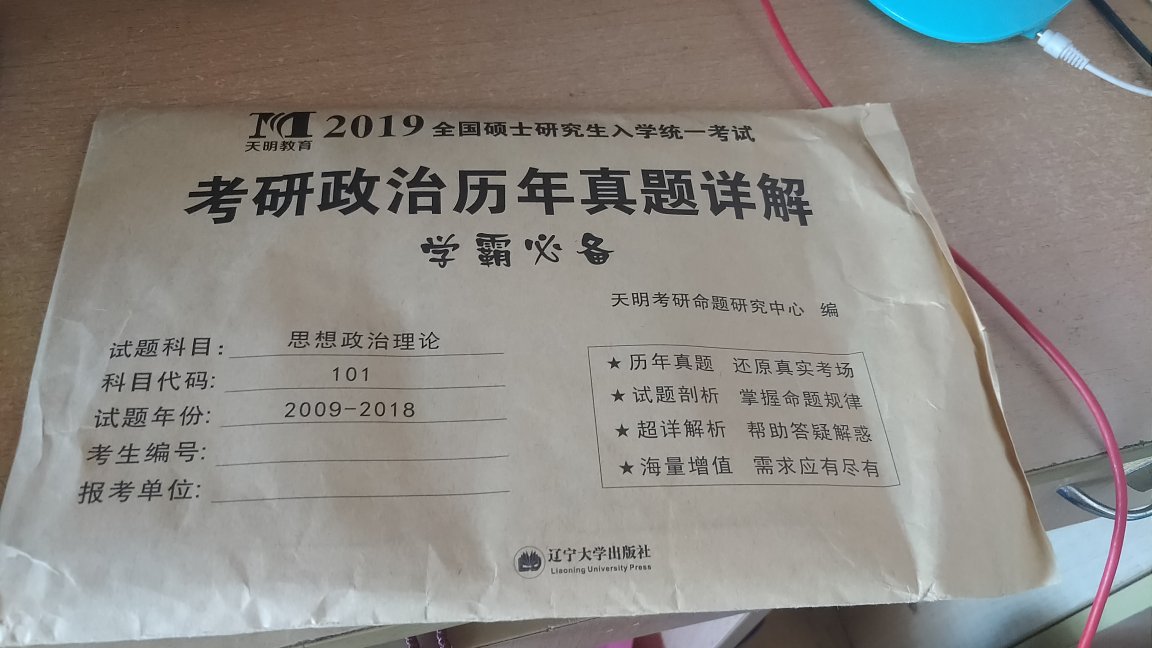 2019 全国硕士研究生入学统一考试
天明教育
考研政治历年真题详解
学霸必备
天明考研命题研究中心 编
试题科目: 思想政治理论
科目代码: 101
试题年份: 2009-2018
考生编号:
报考单位:
★ 历年真题 还原真实考场
★ 试题剖析 掌握命题规律
★ 超详解析 帮助答疑解惑
★ 海量增值 需求应有尽有
辽宁大学出版社
Liaoning University Press